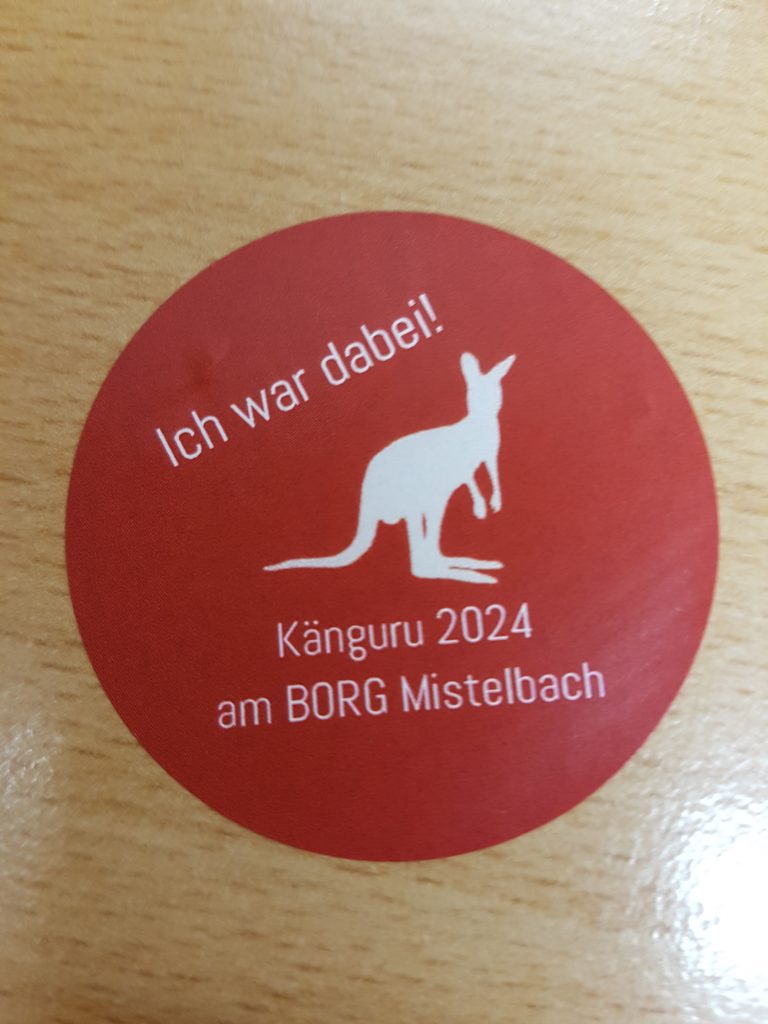 Ich war dabei!
Känguru 2024
am BORG Mistelbach